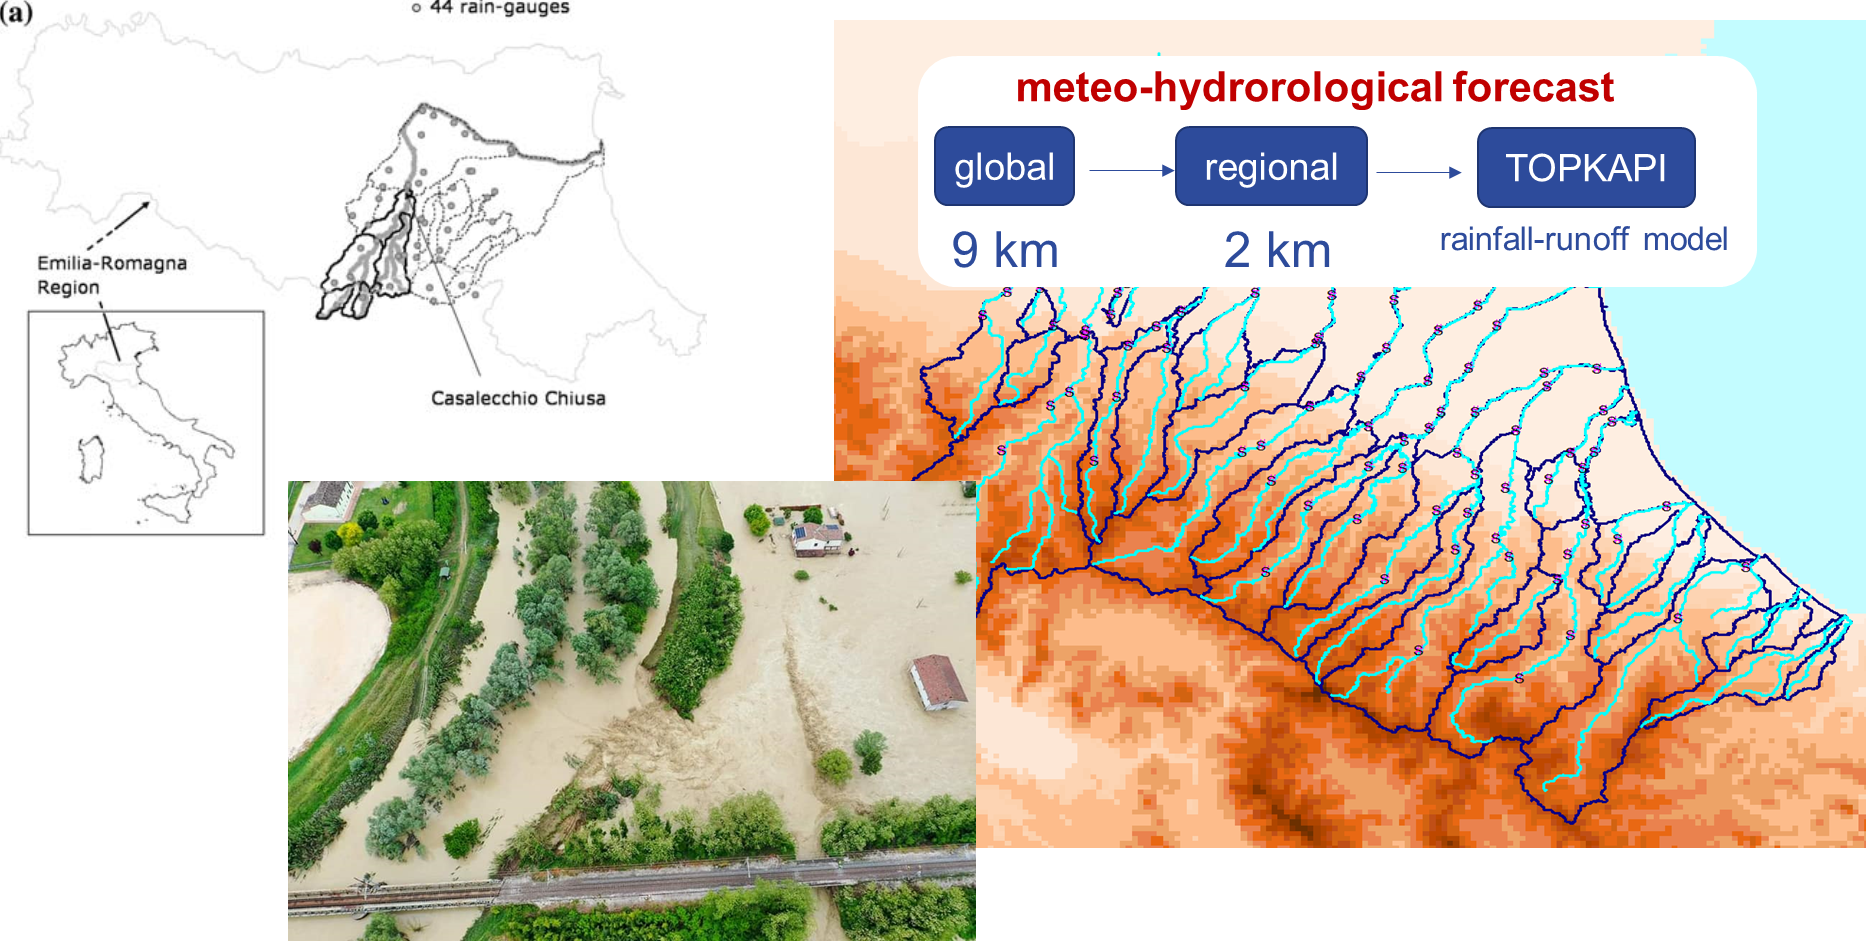 (a)
44 rain-gauges
Emilia-Romagna
Region
Casalecchio Chiusa
meteo-hydrorological forecast
global
regional
TOPKAPI
9 km
2 km
rainfall-runoff model